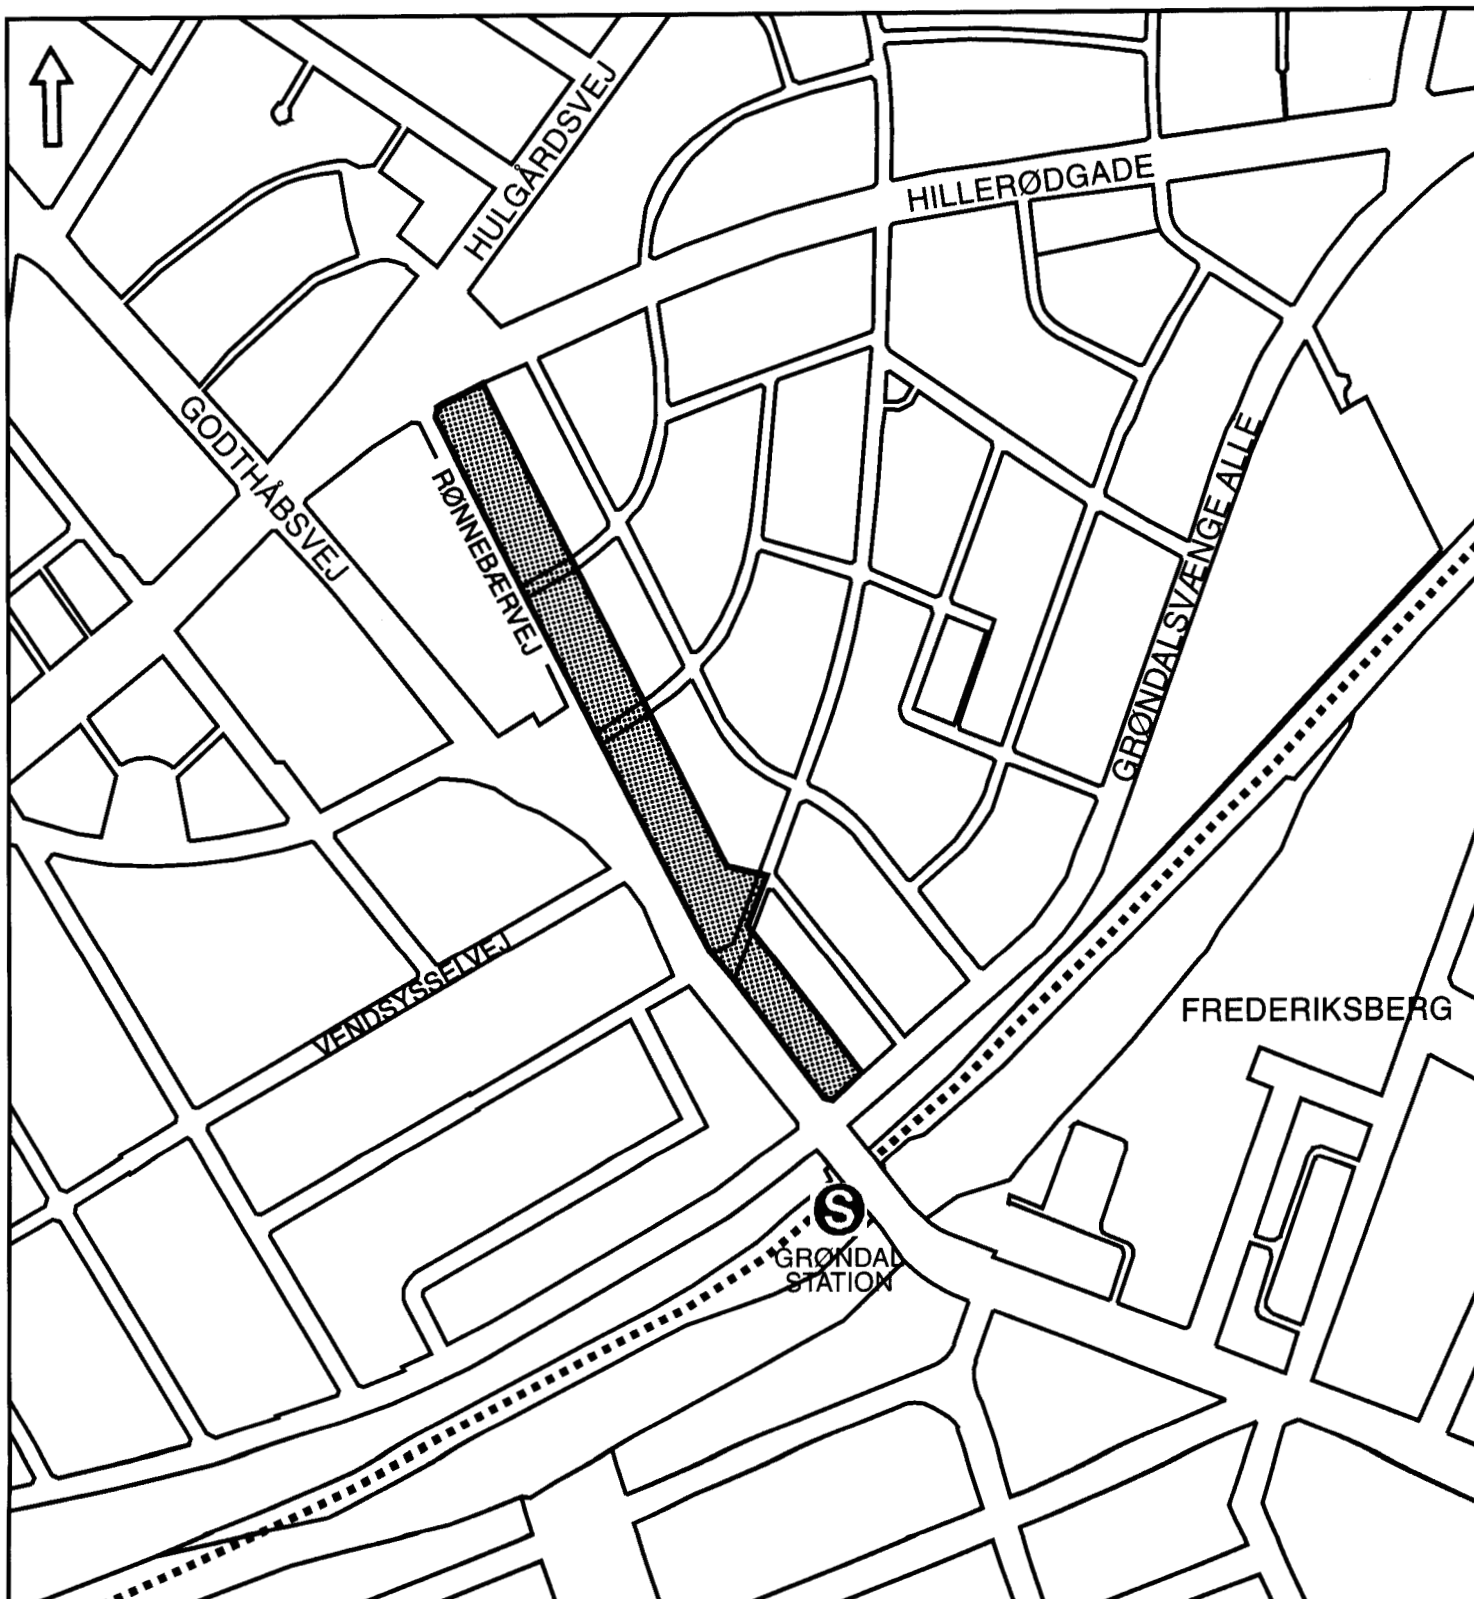 HULGÅRDSVEJ
HILLERØDGADE
GODTHÅBSVEJ
RØNNEBÆRVEJ
GRØNDALSVÆNGE ALLE
VENDSYSSELVEJ
FREDERIKSBERG
S
GRØNDAL
STATION